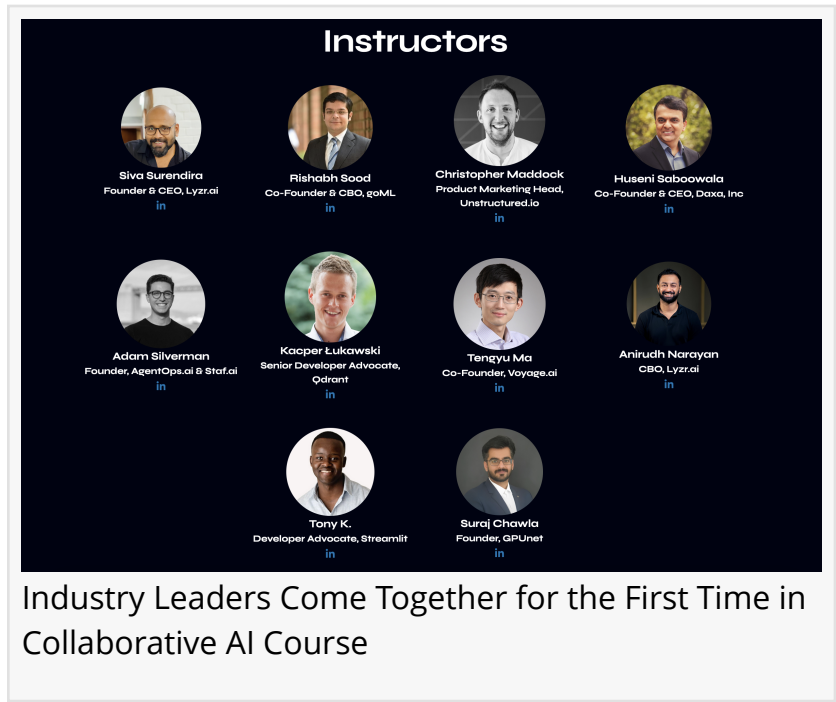 Instructors
Siva Surendira
Founder & CEO, Lyzr.ai
in
Rishabh Sood
Co-Founder & CBO, goML
in
Christopher Maddock
Product Marketing Head,
Unstructured.io
in
Huseni Saboowala
Co-Founder & CEO, Daxa, Inc
in
Adam Silverman
Founder, AgentOps.ai & Staf.ai
in
Kacper Łukawski
Senior Developer Advocate,
Qdrant
in
Tengyu Ma
Co-Founder, Voyage.ai
in
Anirudh Narayan
CBO, Lyzr.ai
in
Tony K.
Developer Advocate, Streamlit
in
Suraj Chawla
Founder, GPUnet
in
Industry Leaders Come Together for the First Time in
Collaborative AI Course